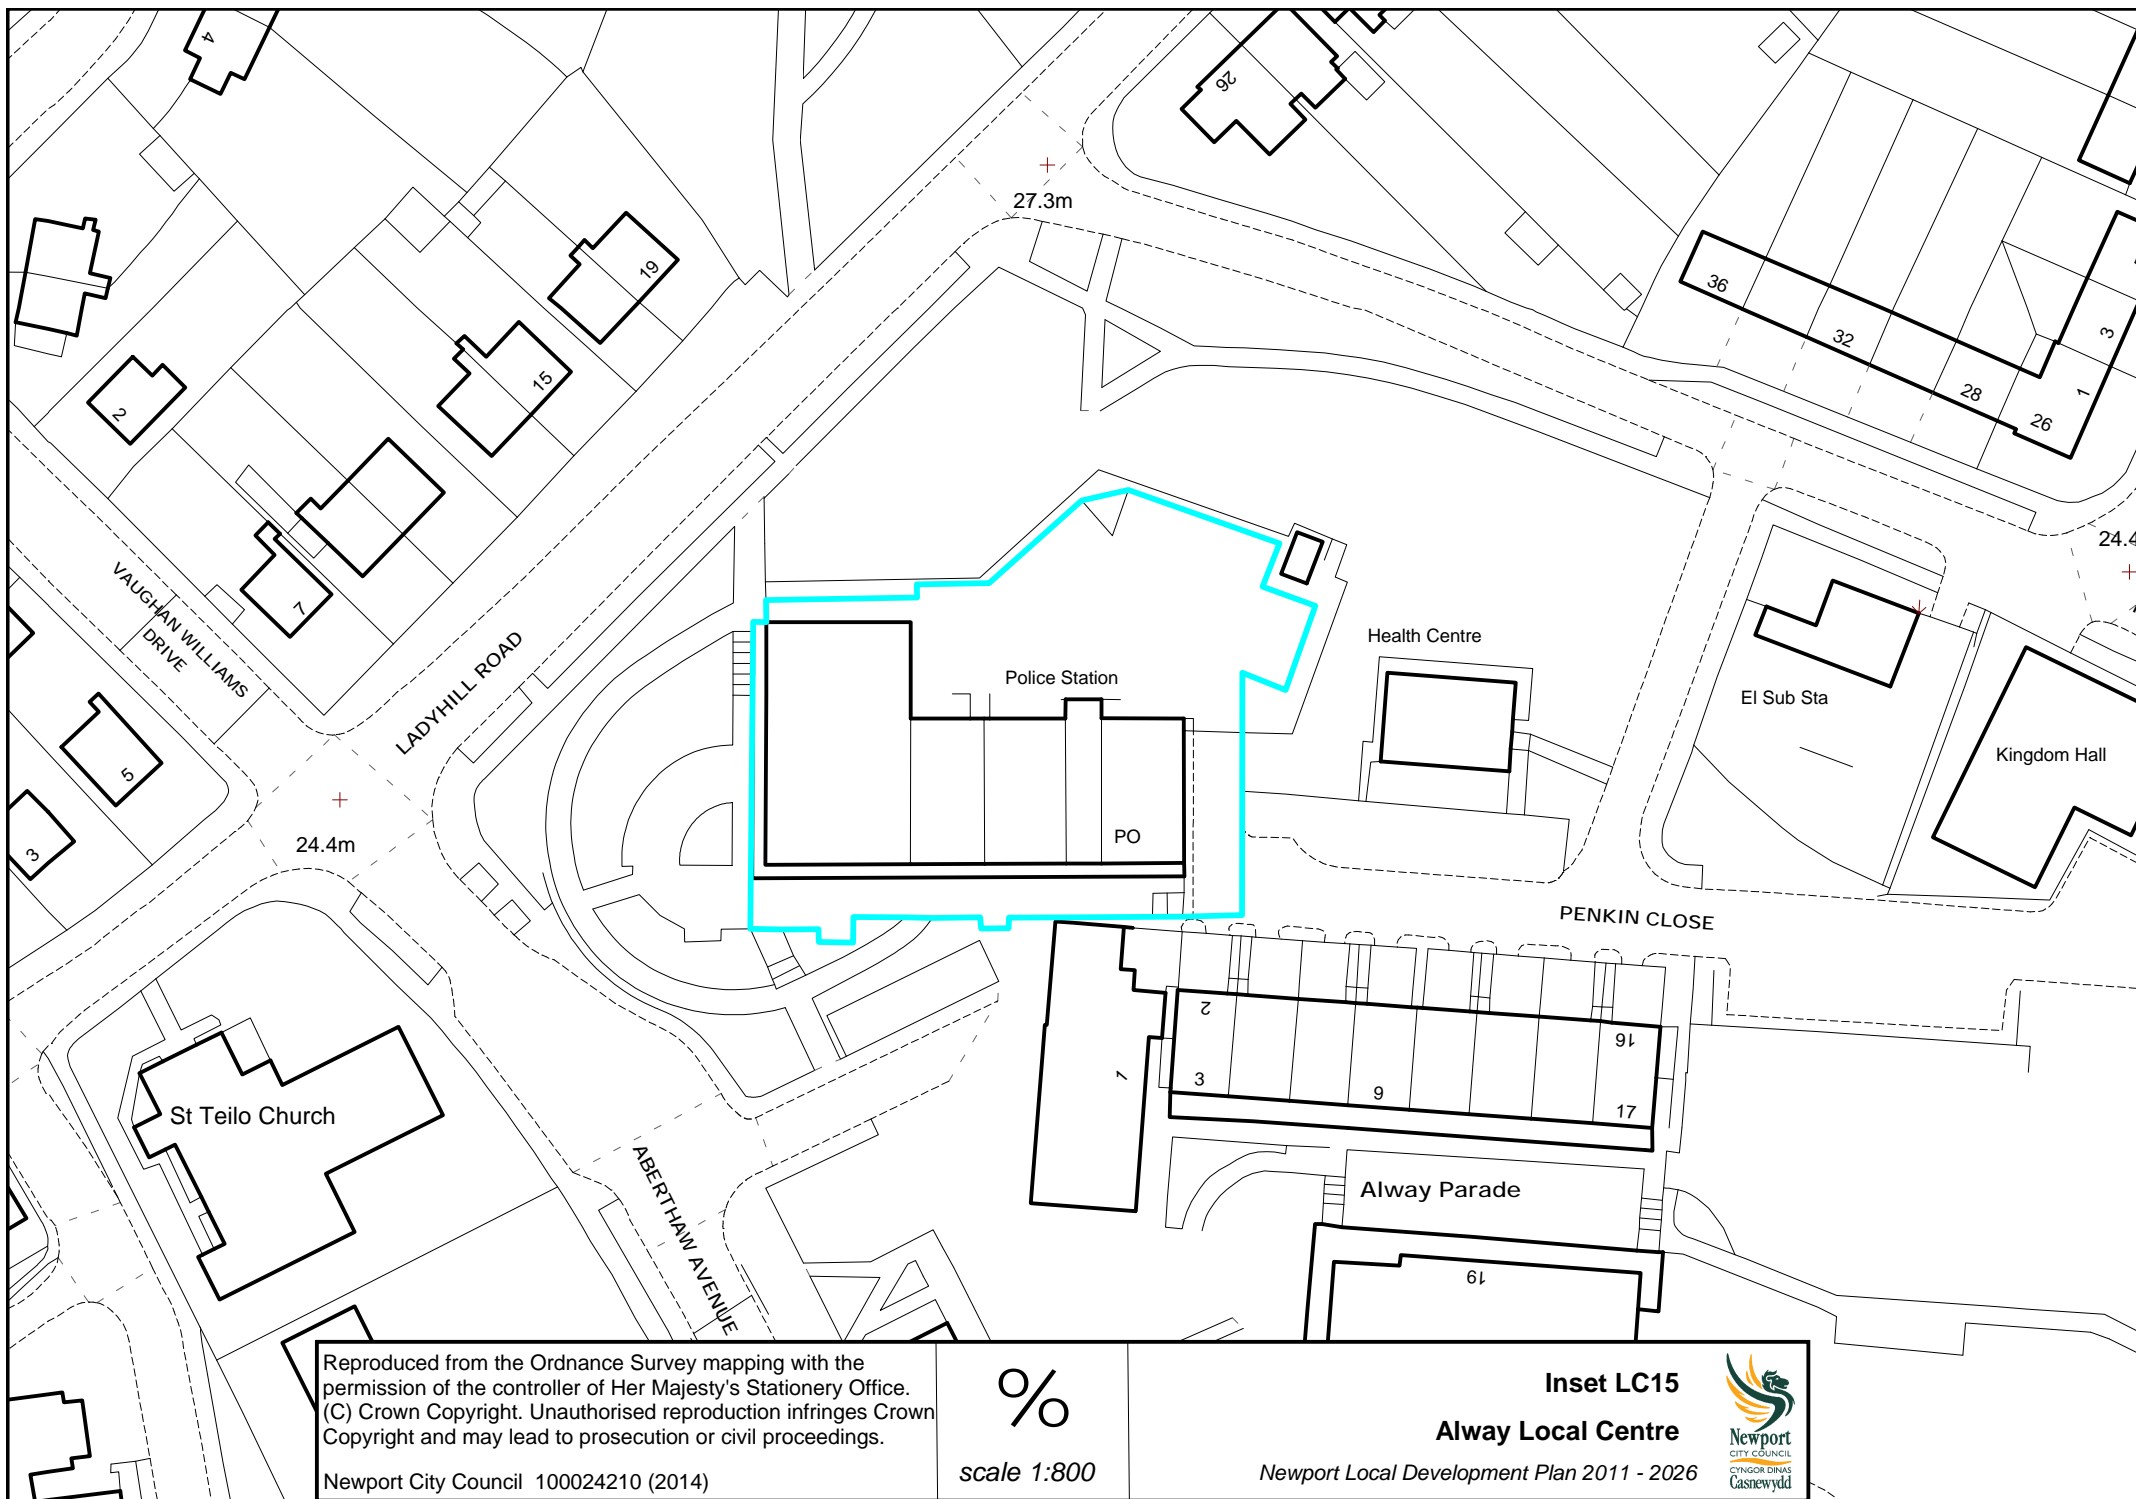 4
26
27.3m
19
15
2
7
36
32
28
26
1
3
24.4
VAUGHAN WILLIAMS
DRIVE
LADYHILL ROAD
5
3
24.4m
Police Station
PO
Health Centre
El Sub Sta
Kingdom Hall
PENKIN CLOSE
2
16
3
9
17
1
Alway Parade
19
St Teilo Church
ABERTHAW AVENUE
Reproduced from the Ordnance Survey mapping with the
permission of the controller of Her Majesty's Stationery Office.
(C) Crown Copyright. Unauthorised reproduction infringes Crown
Copyright and may lead to prosecution or civil proceedings.
Newport City Council 100024210 (2014)
%
scale 1:800
Inset LC15
Alway Local Centre
Newport Local Development Plan 2011 - 2026
Newport
CITY COUNCIL
CYNGOR DINAS
Casnewydd